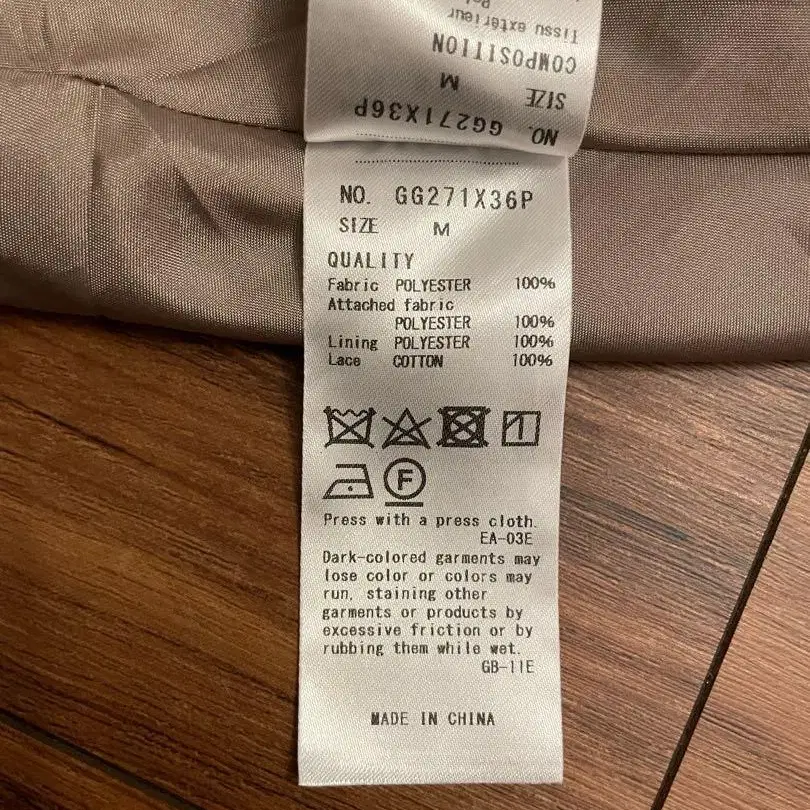 Tissu extérieur
COMPOSITION
SIZE M
NO. GG271X36P
NO. GG271X36P
SIZE M
QUALITY
Fabric POLYESTER 100%
Attached fabric
POLYESTER 100%
Lining POLYESTER 100%
Lace COTTON 100%
F
Press with a press cloth.
EA-03E
Dark-colored garments may
lose color or colors may
run, staining other
garments or products by
excessive friction or by
rubbing them while wet.
GB-11E
MADE IN CHINA